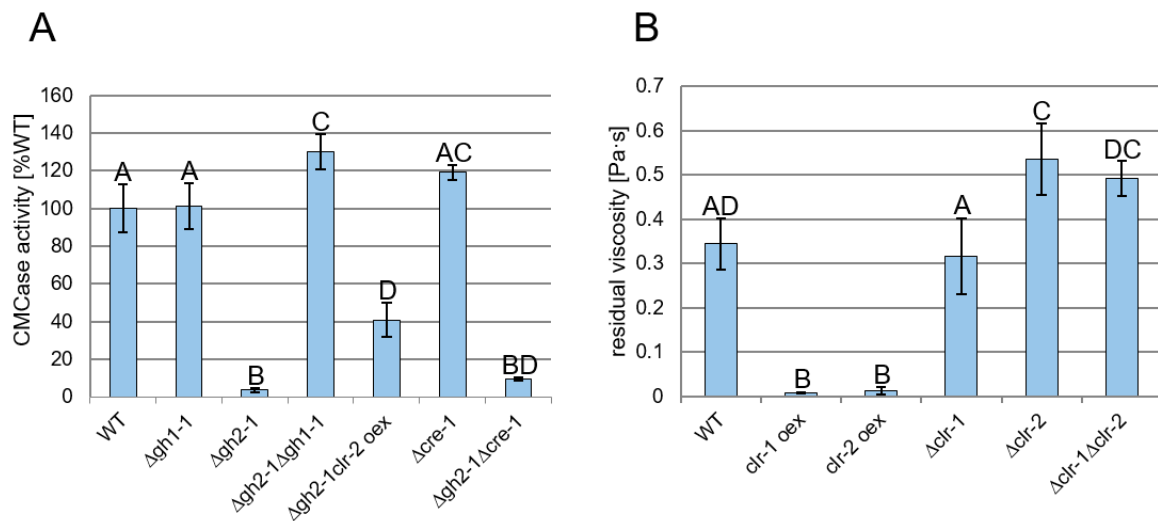 A
CMCase activity [%WT]
160
140
120
100
80
60
40
20
0
A
A
B
C
D
AC
BD
WT
Δgh1-1
Δgh2-1
Δgh2-1Δgh1-1
Δgh2-1clr-2 oex
Δcre-1
Δgh2-1Δcre-1
B
residual viscosity [Pa·s]
0.7
0.6
0.5
0.4
0.3
0.2
0.1
0
AD
B
B
A
C
DC
WT
clr-1 oex
clr-2 oex
Δclr-1
Δclr-2
Δclr-1Δclr-2